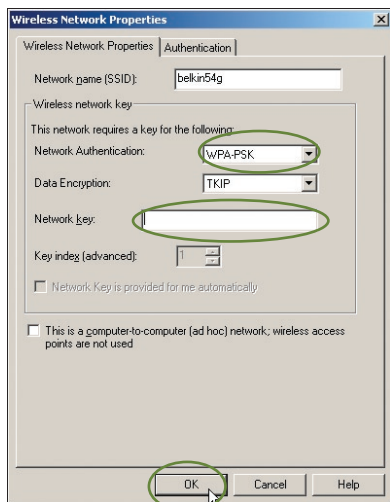 Wireless Network Properties
Wireless Network Properties
Authentication
Network name (SSID):
belkin54g
Wireless network key
This network requires a key for the following:
Network Authentication:
WPA-PSK
Data Encryption:
TKIP
Network key:
Key index (advanced):
1
Network Key is provided for me automatically
This is a computer-to-computer (ad hoc) network; wireless access
points are not used
OK
Cancel
Help